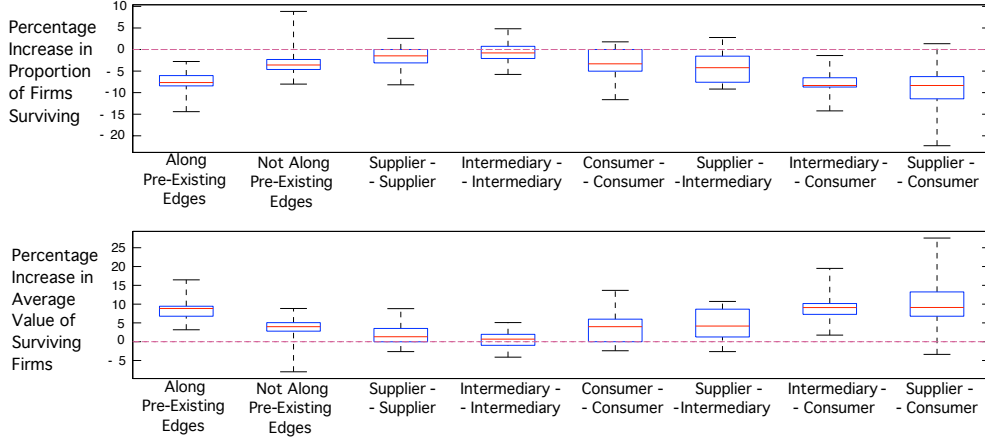 Percentage
Increase in
Proportion
of Firms
Surviving
10
5
0
- 5
- 10
- 15
- 20
Along
Pre-Existing
Edges
Not Along
Pre-Existing
Edges
Supplier -
- Supplier
Intermediary -
- Intermediary
Consumer -
- Consumer
Supplier -
-Intermediary
Intermediary -
- Consumer
Supplier -
- Consumer
Percentage
Increase in
Average
Value of
Surviving
Firms
25
20
15
10
5
0
- 5
Along
Pre-Existing
Edges
Not Along
Pre-Existing
Edges
Supplier -
- Supplier
Intermediary -
- Intermediary
Consumer -
- Consumer
Supplier -
-Intermediary
Intermediary -
- Consumer
Supplier -
- Consumer